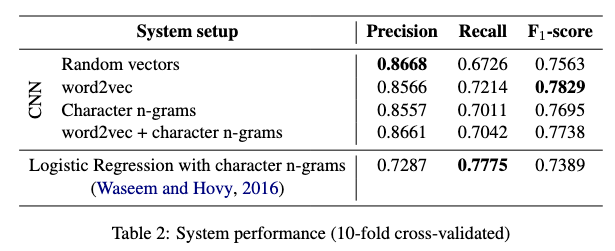 System setup Precision Recall F1-score
CNN
Random vectors 0.8668 0.6726 0.7563
word2vec 0.8566 0.7214 0.7829
Character n-grams 0.8557 0.7011 0.7695
word2vec + character n-grams 0.8661 0.7042 0.7738
Logistic Regression with character n-grams 0.7287 0.7775 0.7389
(Waseem and Hovy, 2016)
Table 2: System performance (10-fold cross-validated)